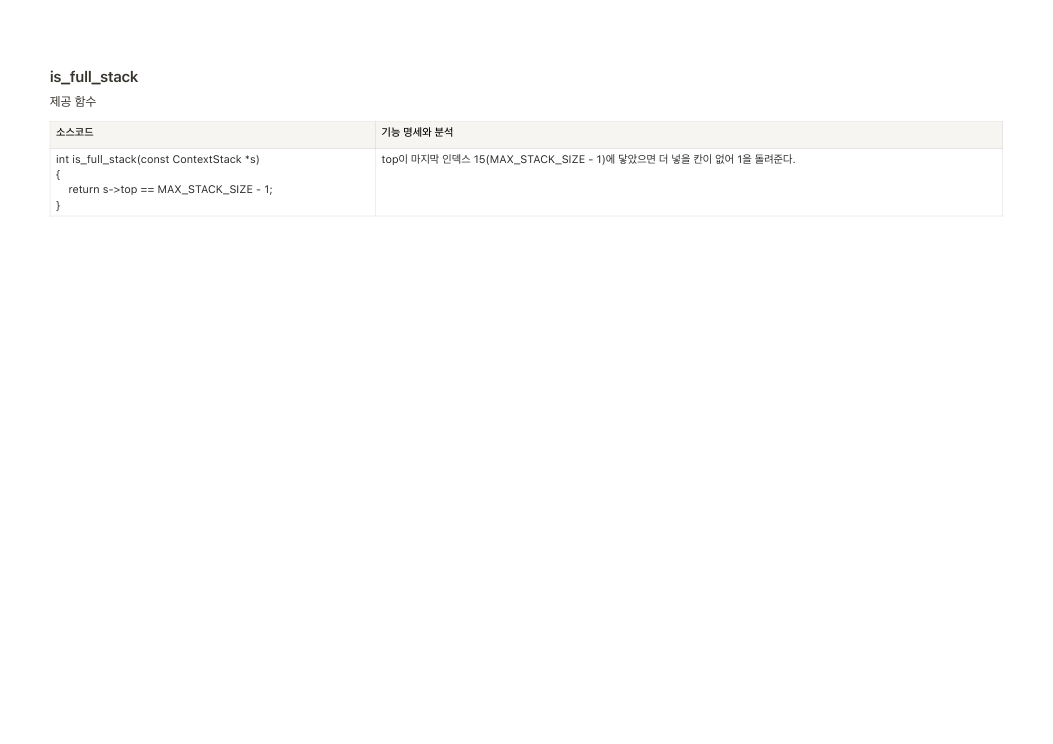 is_full_stack
제공 함수
소스코드
기능 명세와 분석
int is_full_stack(const ContextStack *s)
{
    return s->top == MAX_STACK_SIZE - 1;
}
top이 마지막 인덱스 15(MAX_STACK_SIZE - 1)에 닿았으면 더 넣을 칸이 없어 1을 돌려준다.